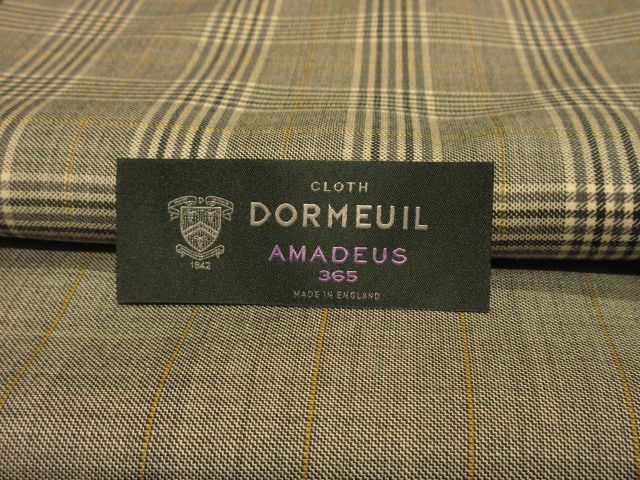 CLOTH
DORMEUIL
AMADEUS
365
MADE IN ENGLAND
D
1842